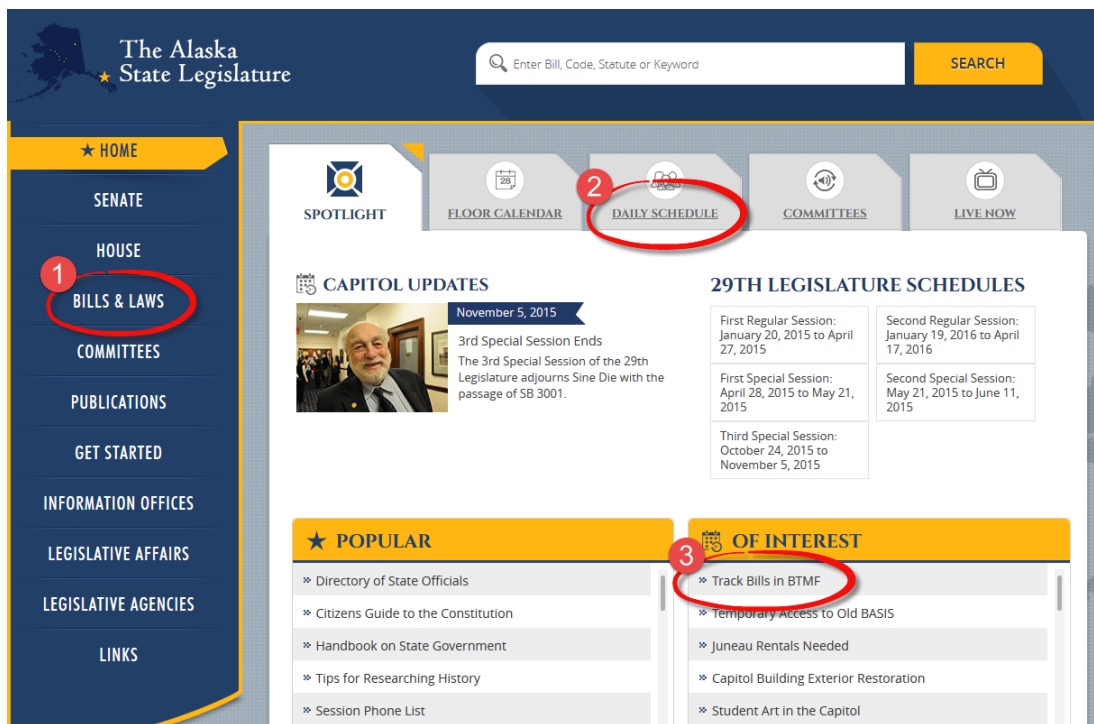 The Alaska
State Legislature
Enter Bill, Code, Statute or Keyword
SEARCH
HOME
SENATE
HOUSE
1
BILLS & LAWS
COMMITTEES
PUBLICATIONS
GET STARTED
INFORMATION OFFICES
LEGISLATIVE AFFAIRS
LEGISLATIVE AGENCIES
LINKS
SPOTLIGHT
28
FLOOR CALENDAR
2
DAILY SCHEDULE
COMMITTEES
LIVE NOW
CAPITOL UPDATES
November 5, 2015
3rd Special Session Ends
The 3rd Special Session of the 29th
Legislature adjourns Sine Die with the
passage of SB 3001.
29TH LEGISLATURE SCHEDULES
First Regular Session:
January 20, 2015 to April
27, 2015
Second Regular Session:
January 19, 2016 to April
17, 2016
First Special Session:
April 28, 2015 to May 21,
2015
Second Special Session:
May 21, 2015 to June 11,
2015
Third Special Session:
October 24, 2015 to
November 5, 2015
POPULAR
» Directory of State Officials
» Citizens Guide to the Constitution
» Handbook on State Government
» Tips for Researching History
» Session Phone List
OF INTEREST
3
» Track Bills in BTMF
» Temporary Access to Old BASIS
» Juneau Rentals Needed
» Capitol Building Exterior Restoration
» Student Art in the Capitol